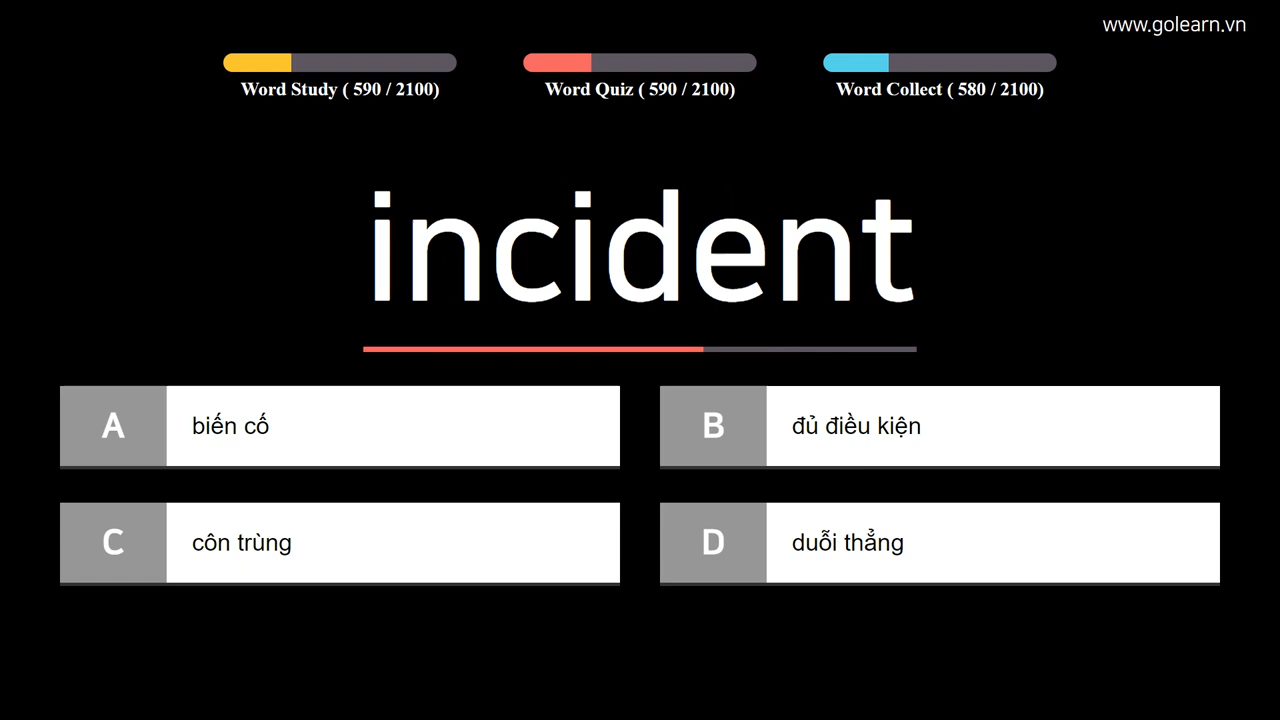 www.golearn.vn
Word Study ( 590 / 2100)
Word Quiz ( 590 / 2100)
Word Collect ( 580 / 2100)
incident
A biến cố
B đủ điều kiện
C côn trùng
D duỗi thẳng